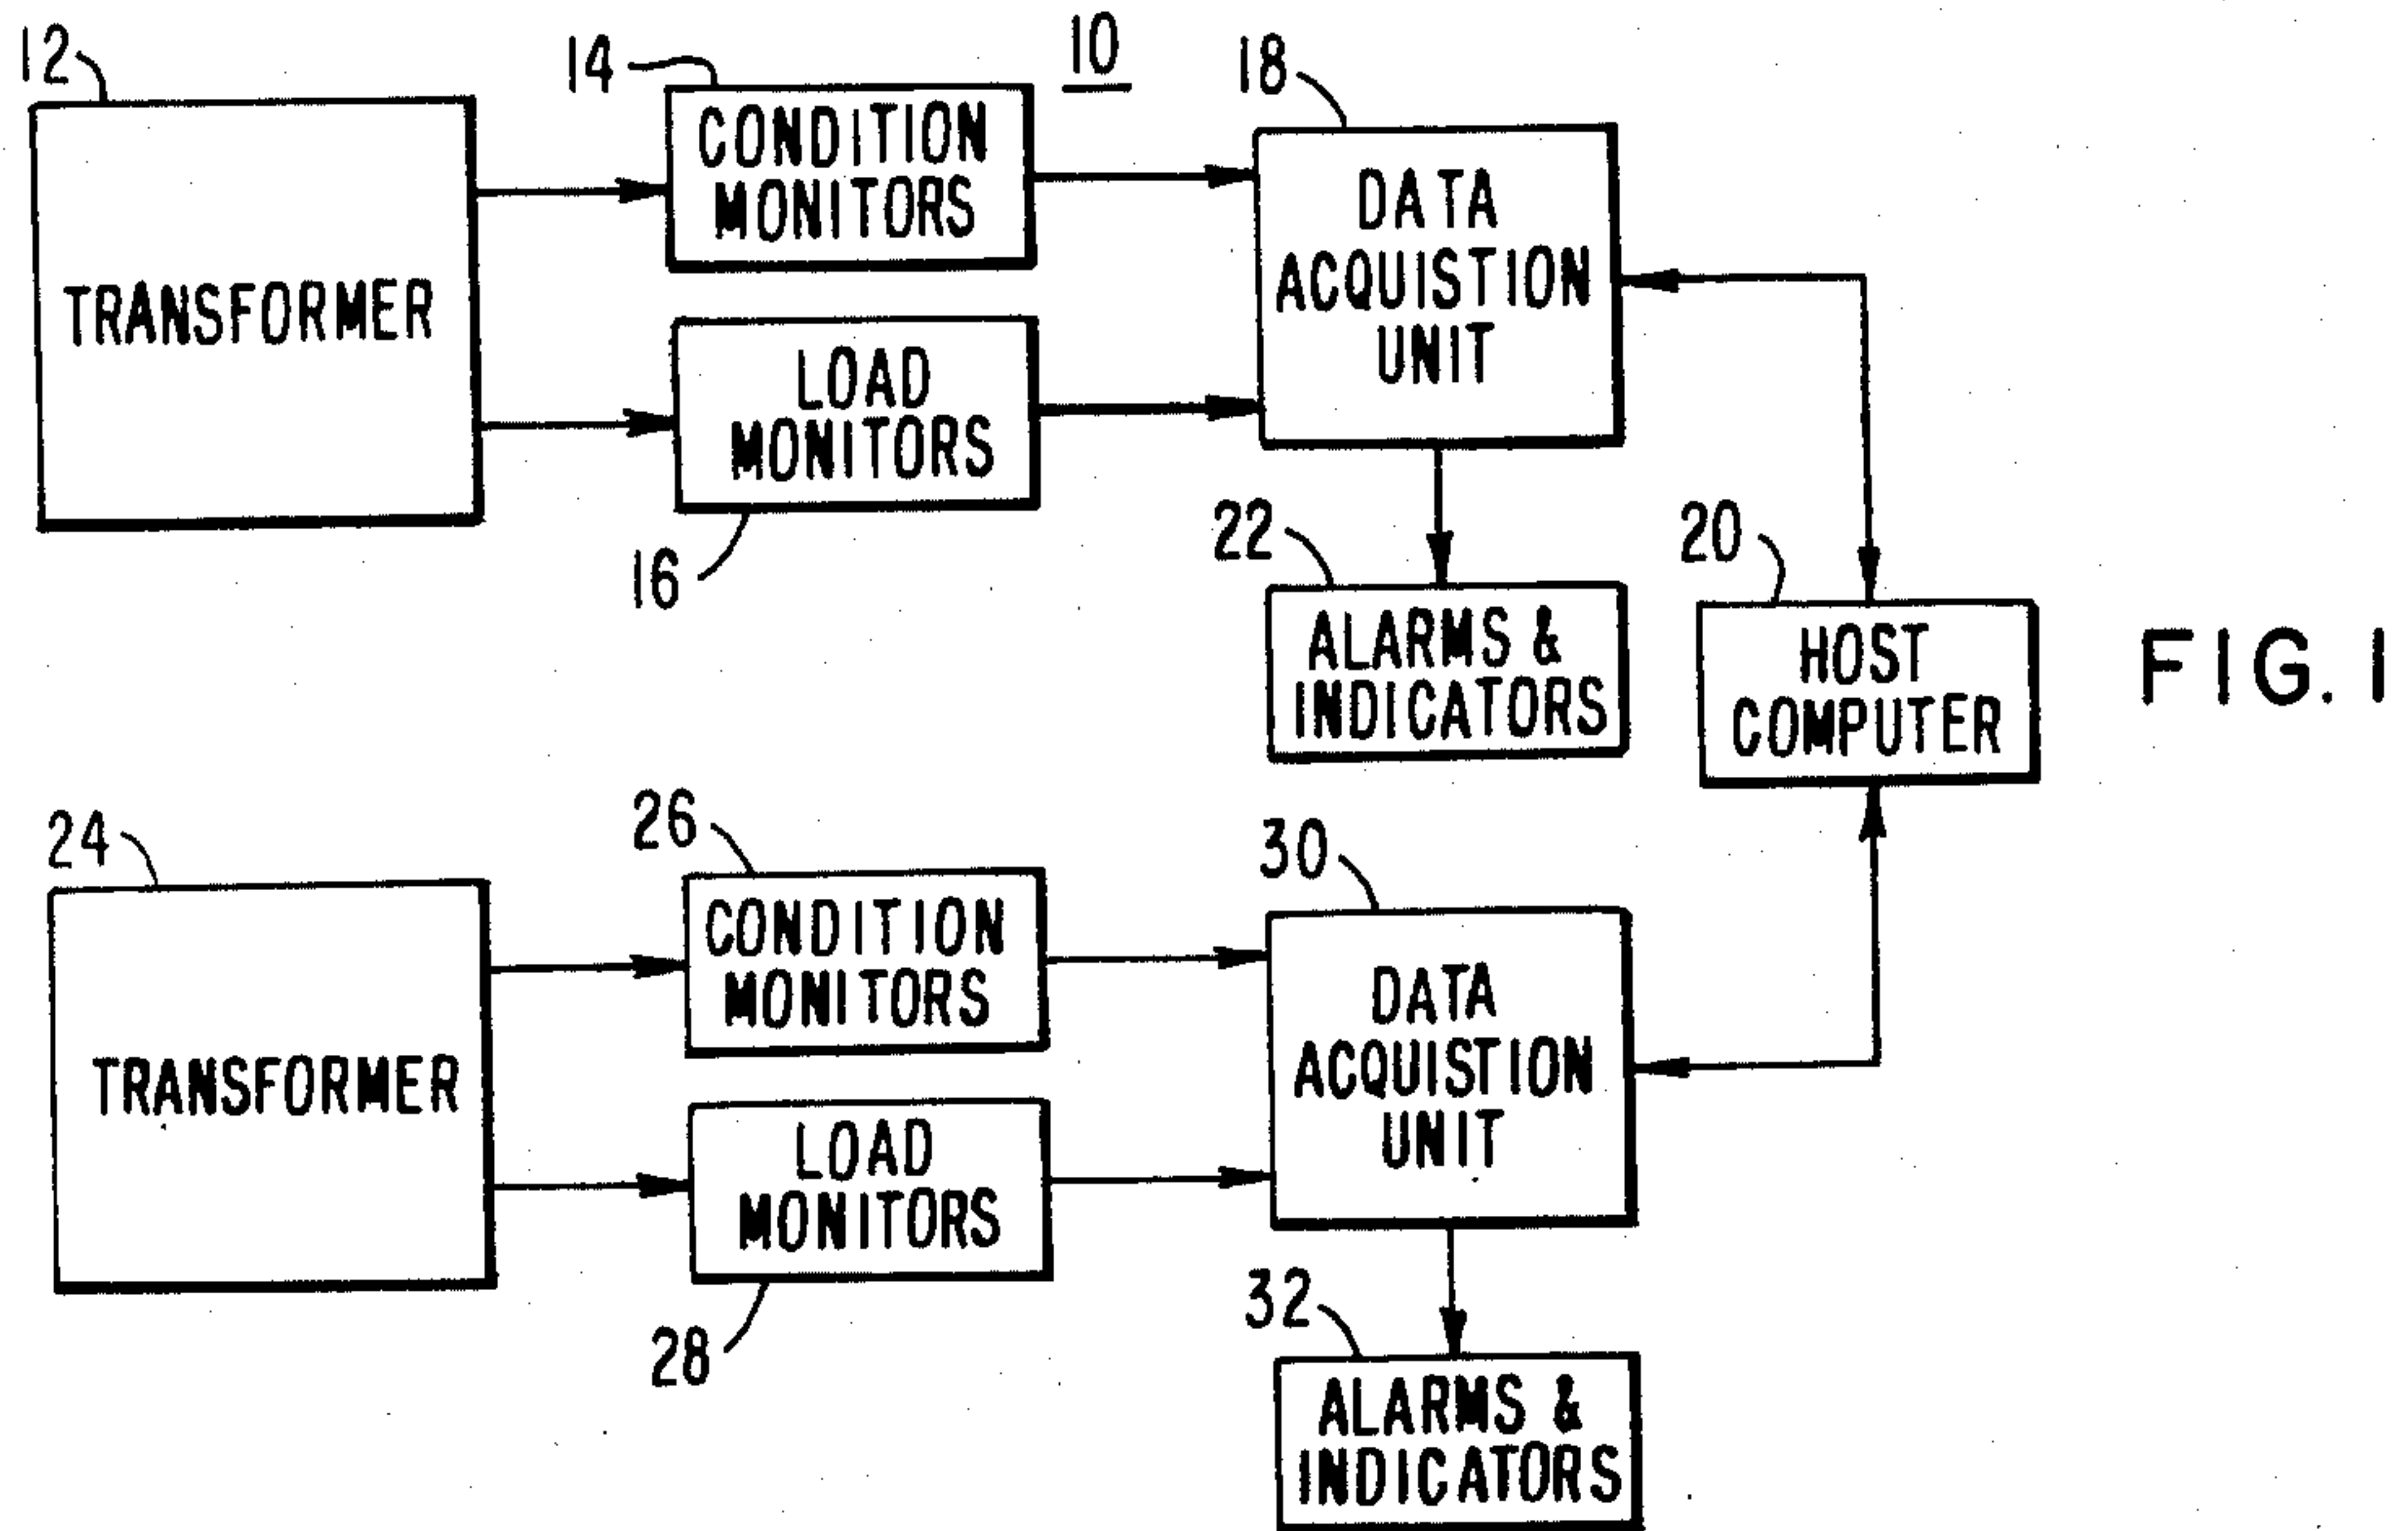 12
14
10
18
CONDITION
MONITORS
DATA
ACQUISTION
UNIT
TRANSFORMER
LOAD
MONITORS
16
22
20
ALARMS &
INDICATORS
HOST
COMPUTER
FIG. 1
24
26
30
CONDITION
MONITORS
DATA
ACQUISTION
UNIT
TRANSFORMER
LOAD
MONITORS
28
32
ALARMS &
INDICATORS